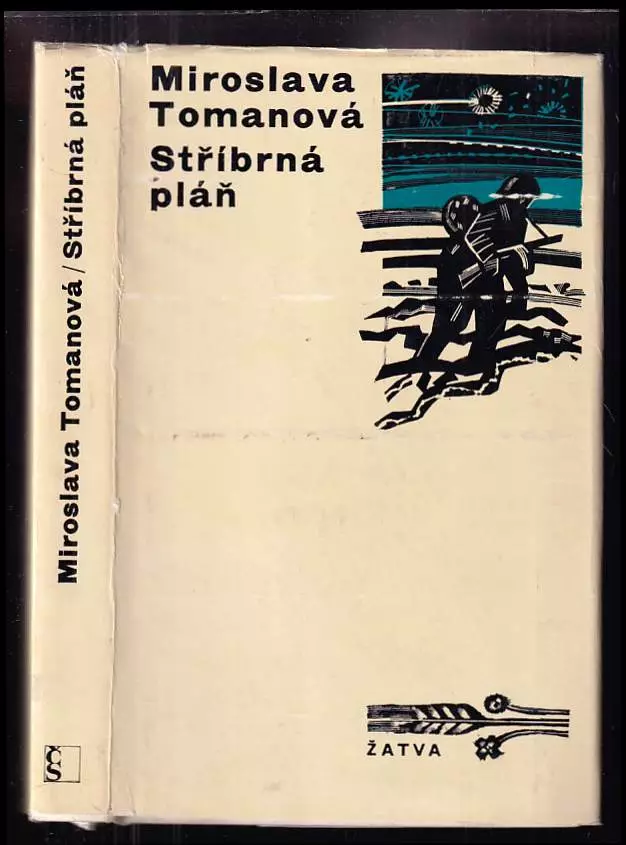 Miroslava
Tomanová
Stříbrná
pláň
Miroslava Tomanová / Stříbrná pláň
ŽATVA
ČS